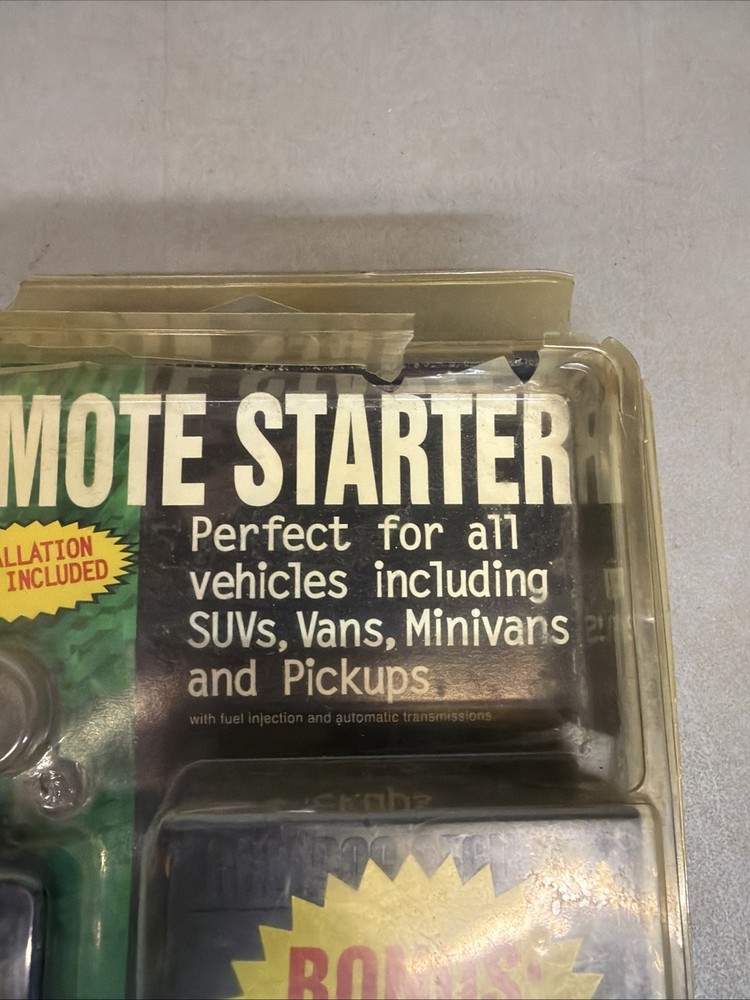 MOTE STARTER
ALLATION
INCLUDED
Perfect for all
vehicles including
SUVs, Vans, Minivans
and Pickups
with fuel injection and automatic transmissions
BONUS: